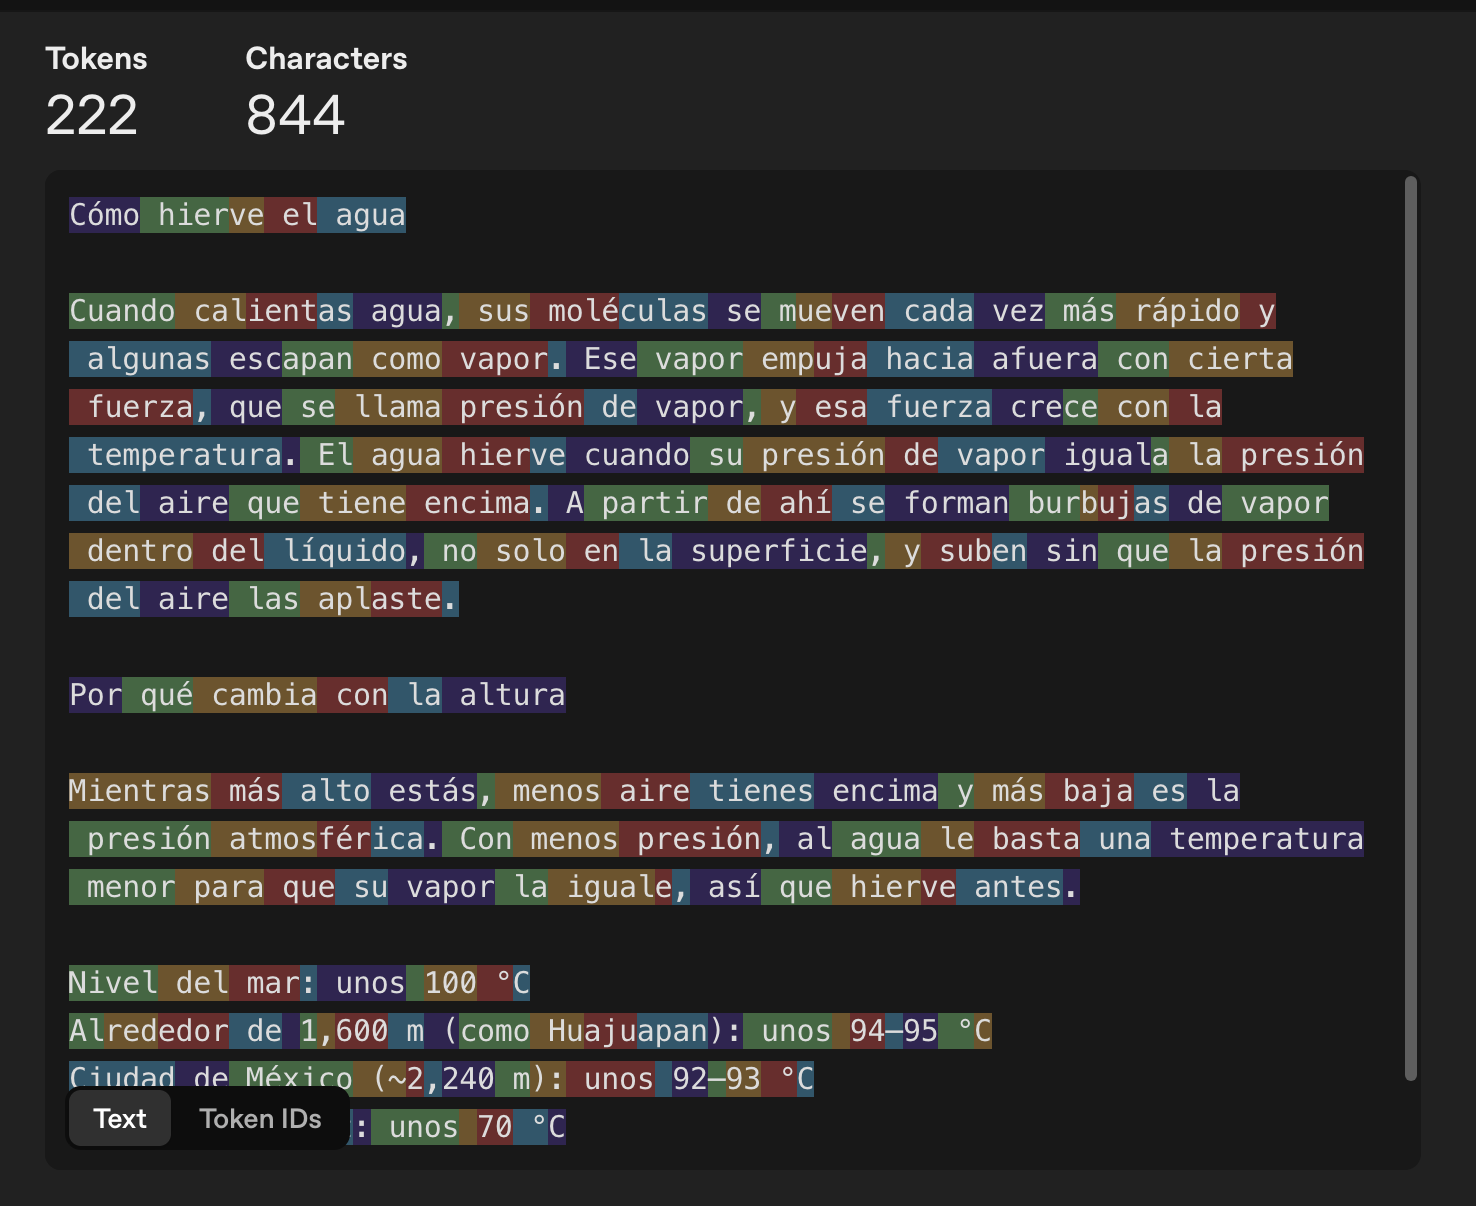 Tokens Characters
222 844
Cómo hierve el agua
Cuando calientas agua, sus moléculas se mueven cada vez más rápido y
algunas escapan como vapor. Ese vapor empuja hacia afuera con cierta
fuerza, que se llama presión de vapor, y esa fuerza crece con la
temperatura. El agua hierve cuando su presión de vapor iguala la presión
del aire que tiene encima. A partir de ahí se forman burbujas de vapor
dentro del líquido, no solo en la superficie, y suben sin que la presión
del aire las aplaste.
Por qué cambia con la altura
Mientras más alto estás, menos aire tienes encima y más baja es la
presión atmosférica. Con menos presión, al agua le basta una temperatura
menor para que su vapor la iguale, así que hierve antes.
Nivel del mar: unos 100 °C
Alrededor de 1,600 m (como Huajuapan): unos 94–95 °C
Ciudad de México (~2,240 m): unos 92–93 °C
: unos 70 °C
Text Token IDs